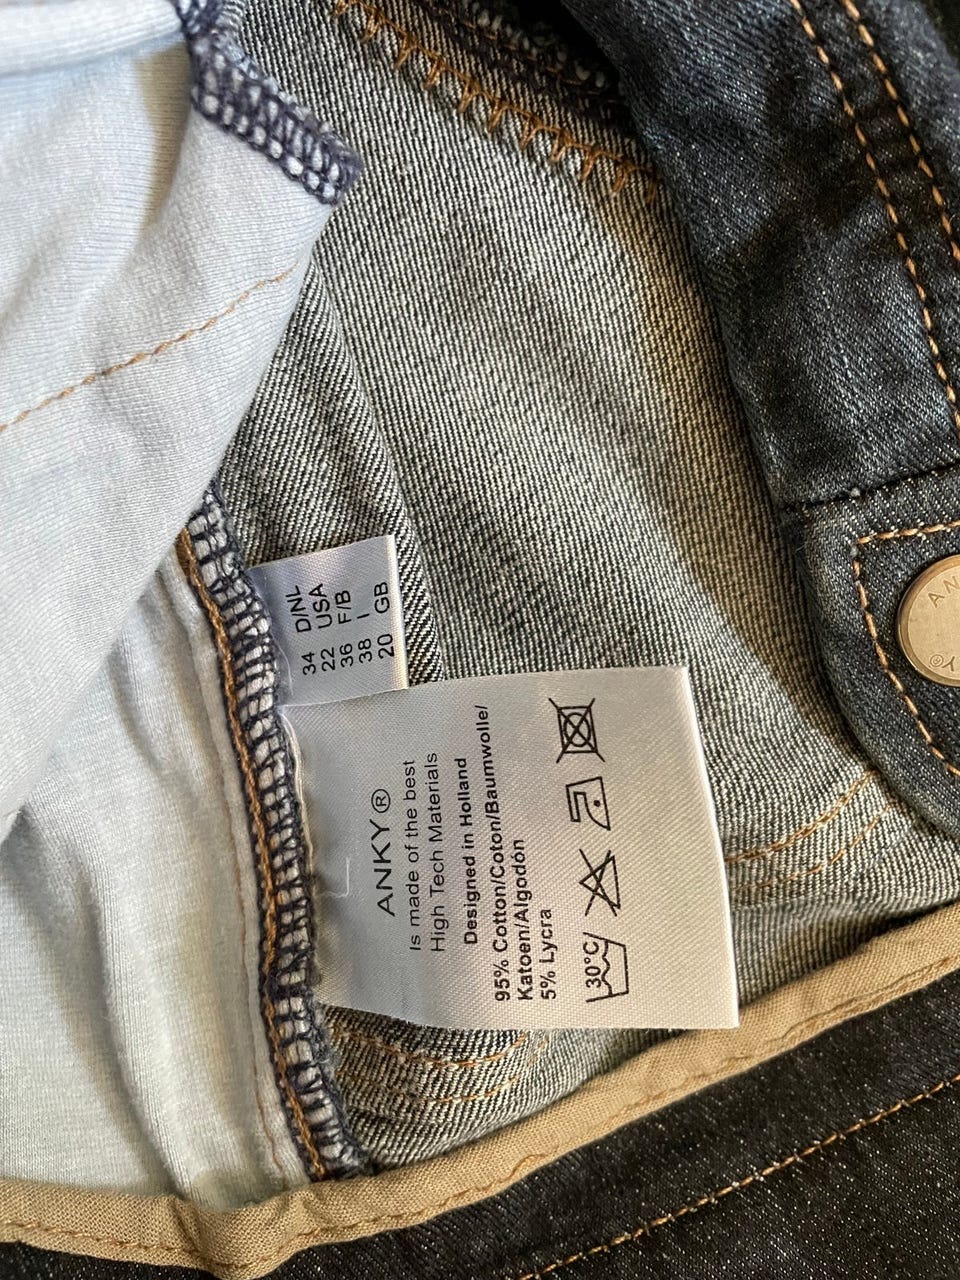 34 D/NL
22 USA
36 F/B
38 I
20 GB
ANKY®
Is made of the best
High Tech Materials
Designed in Holland
95% Cotton/Coton/Baumwolle/
Katoen/Algodón
5% Lycra
30°C
AN
Y®